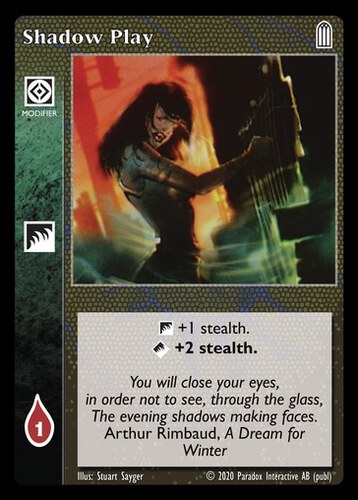 Shadow Play
MODIFIER
+1 stealth.
+2 stealth.
You will close your eyes,
in order not to see, through the glass,
The evening shadows making faces.
Arthur Rimbaud, A Dream for
Winter
1
Illus: Stuart Sayger © 2020 Paradox Interactive AB (publ)